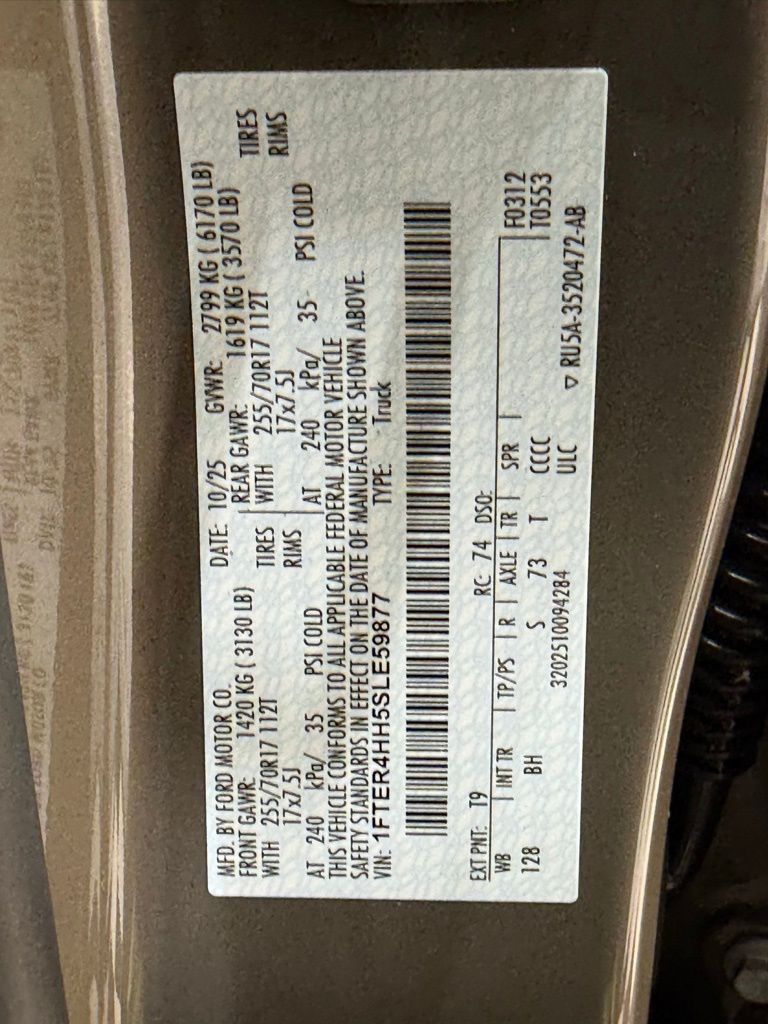 MFD. BY FORD MOTOR CO. DATE: 10/25 GVWR: 2799 KG ( 6170 LB)
FRONT GAWR: 1420 KG ( 3130 LB) REAR GAWR: 1619 KG ( 3570 LB)
WITH 255/70R17 112T TIRES WITH 255/70R17 112T TIRES
17x7.5J RIMS 17x7.5J RIMS
AT 240 kPa/ 35 PSI COLD AT 240 kPa/ 35- PSI COLD
THIS VEHICLE CONFORMS TO ALL APPLICABLE FEDERAL MOTOR VEHICLE
SAFETY STANDARDS IN EFFECT ON THE DATE OF MANUFACTURE SHOWN ABOVE.
VIN: 1FTER4HH5SLE59877 TYPE: Truck
EXT PNT: T9 RC: 74 DSO:
WB INT TR TP/PS R AXLE TR SPR F0312
128 BH S 73 T CCCC T0553
3202510094284 ULC
▽ RU5A-3520472-AB